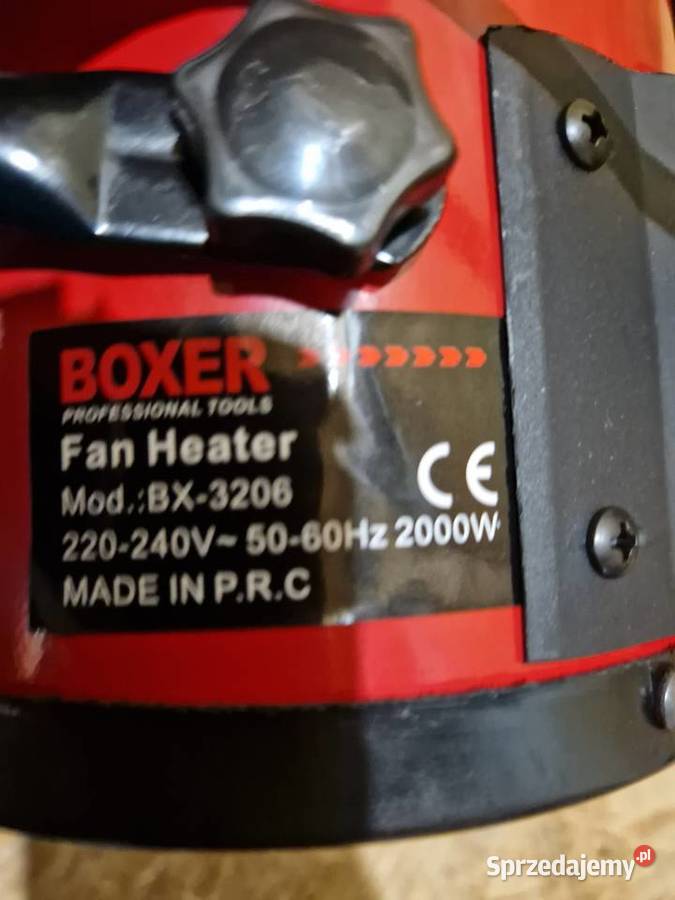 BOXER
PROFESSIONAL TOOLS
Fan Heater
Mod.:BX-3206
CE
220-240V~ 50-60Hz 2000W
MADE IN P.R.C
Sprzedajemy.pl